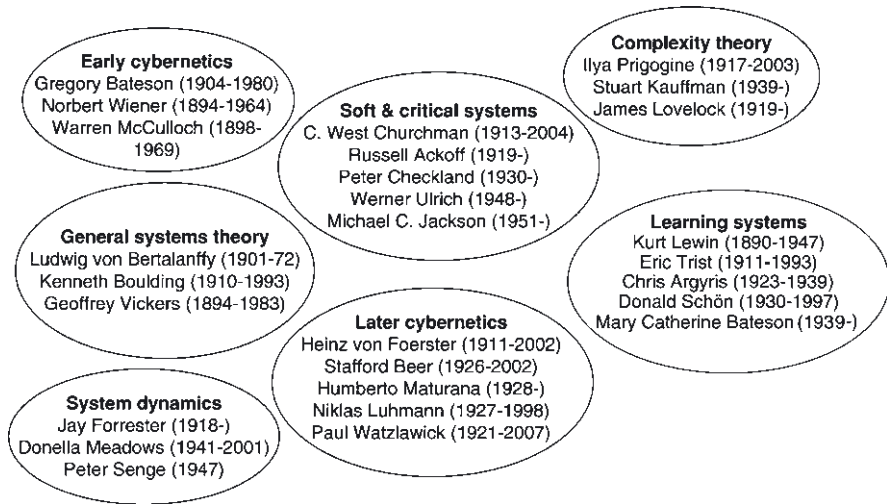 Early cybernetics
Gregory Bateson (1904-1980)
Norbert Wiener (1894-1964)
Warren McCulloch (1898-
1969)
Soft & critical systems
C. West Churchman (1913-2004)
Russell Ackoff (1919-)
Peter Checkland (1930-)
Werner Ulrich (1948-)
Michael C. Jackson (1951-)
Complexity theory
Ilya Prigogine (1917-2003)
Stuart Kauffman (1939-)
James Lovelock (1919-)
General systems theory
Ludwig von Bertalanffy (1901-72)
Kenneth Boulding (1910-1993)
Geoffrey Vickers (1894-1983)
Learning systems
Kurt Lewin (1890-1947)
Eric Trist (1911-1993)
Chris Argyris (1923-1939)
Donald Schön (1930-1997)
Mary Catherine Bateson (1939-)
Later cybernetics
Heinz von Foerster (1911-2002)
Stafford Beer (1926-2002)
Humberto Maturana (1928-)
Niklas Luhmann (1927-1998)
Paul Watzlawick (1921-2007)
System dynamics
Jay Forrester (1918-)
Donella Meadows (1941-2001)
Peter Senge (1947)